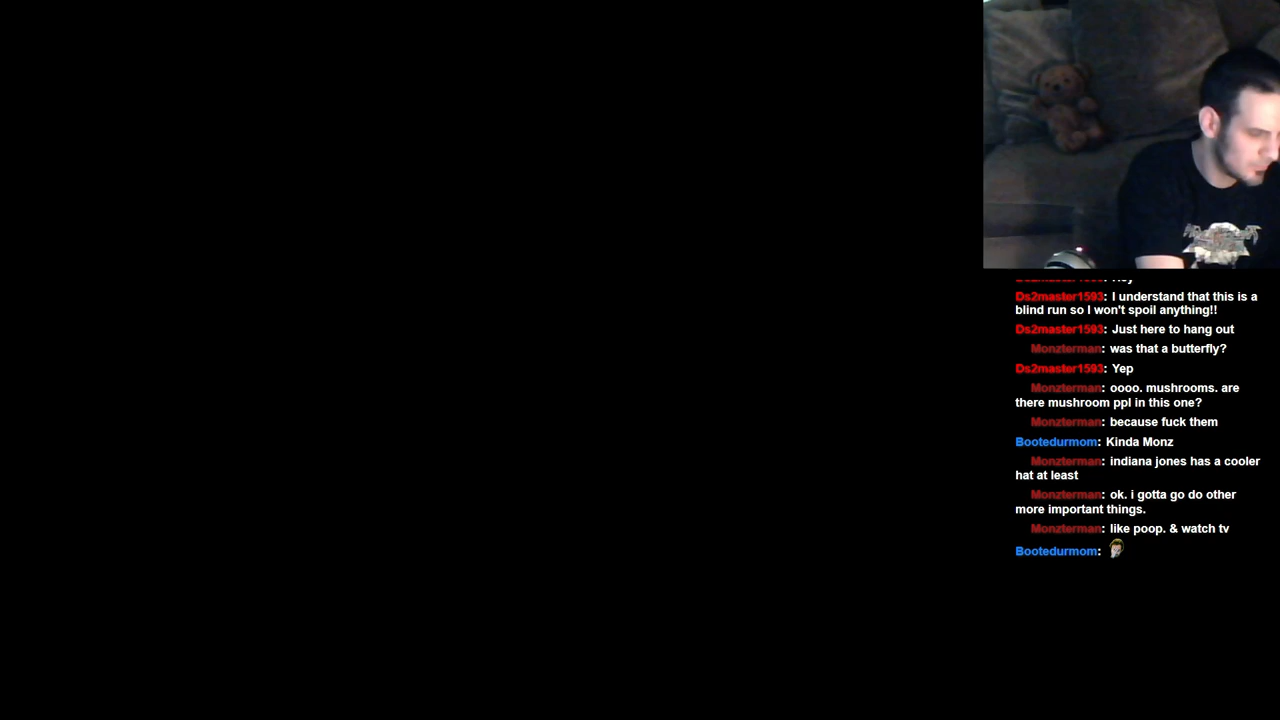 Ds2master1593: I understand that this is a
blind run so I won't spoil anything!!
Ds2master1593: Just here to hang out
Monzterman: was that a butterfly?
Ds2master1593: Yep
Monzterman: oooo. mushrooms. are
there mushroom ppl in this one?
Monzterman: because fuck them
Bootedurmom: Kinda Monz
Monzterman: indiana jones has a cooler
hat at least
Monzterman: ok. i gotta go do other
more important things.
Monzterman: like poop. & watch tv
Bootedurmom: